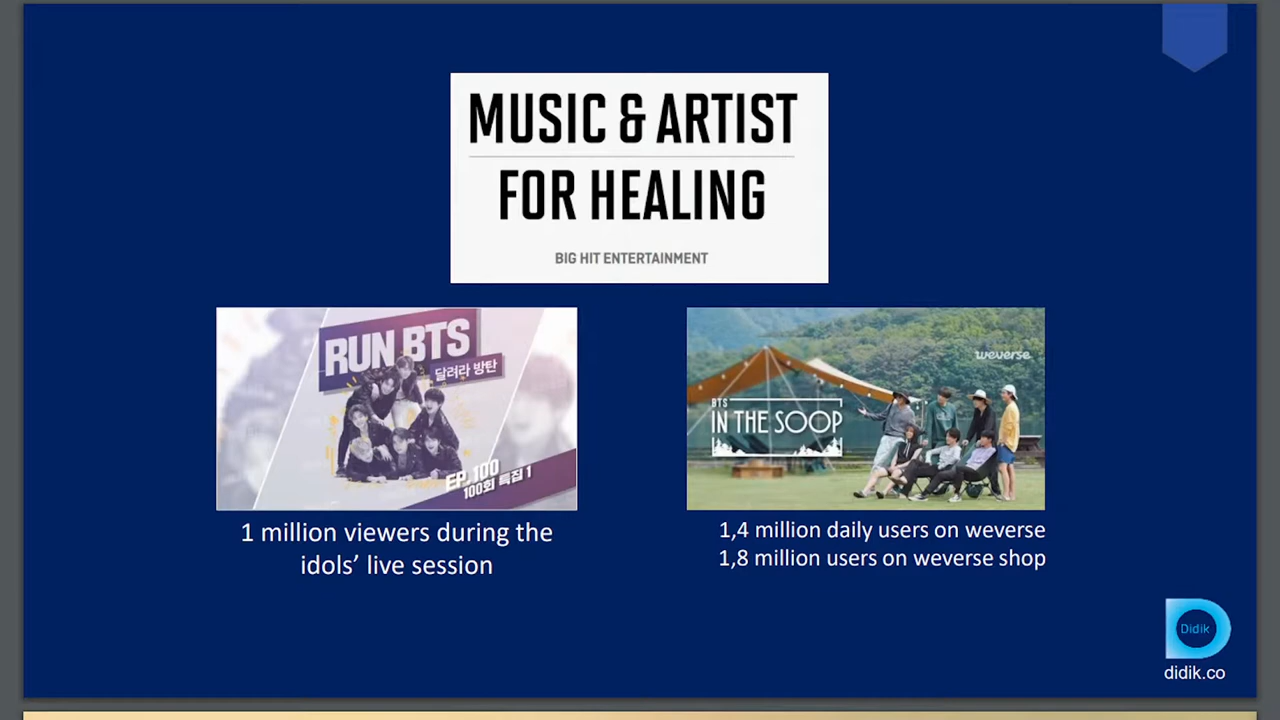 MUSIC & ARTIST
FOR HEALING
BIG HIT ENTERTAINMENT
RUN BTS
달려라 방탄
EP. 100
100회 특집 1
weverse
BTS
IN THE SOOP
1 million viewers during the
idols’ live session
1,4 million daily users on weverse
1,8 million users on weverse shop
Didik
didik.co